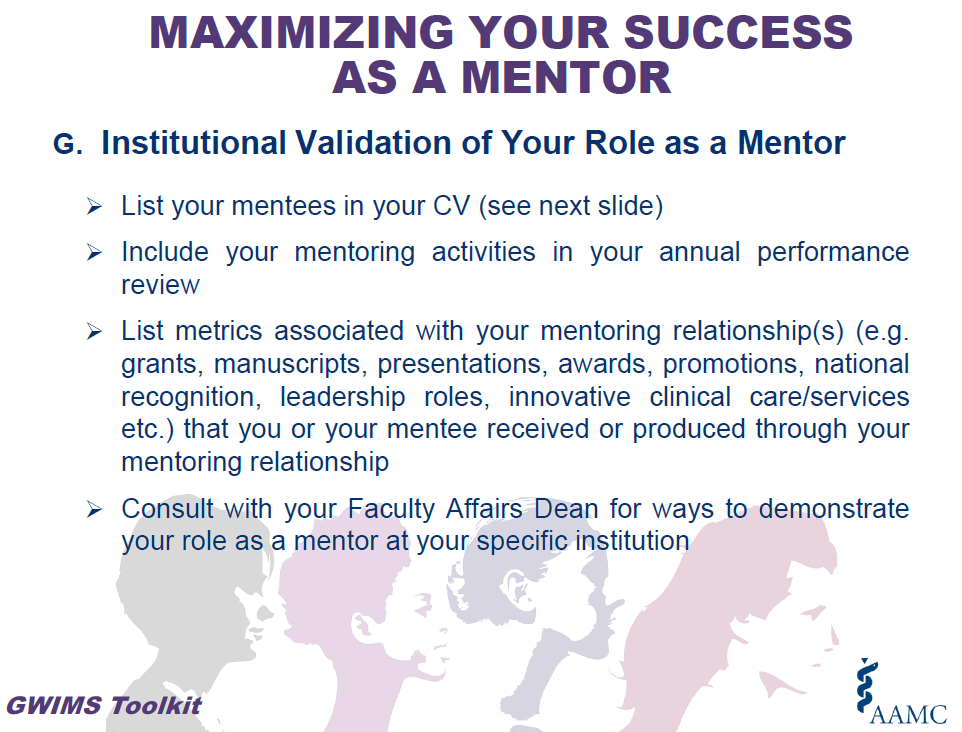 MAXIMIZING YOUR SUCCESS
AS A MENTOR
G. Institutional Validation of Your Role as a Mentor
➢ List your mentees in your CV (see next slide)
➢ Include your mentoring activities in your annual performance
review
➢ List metrics associated with your mentoring relationship(s) (e.g.
grants, manuscripts, presentations, awards, promotions, national
recognition, leadership roles, innovative clinical care/services
etc.) that you or your mentee received or produced through your
mentoring relationship
➢ Consult with your Faculty Affairs Dean for ways to demonstrate
your role as a mentor at your specific institution
GWIMS Toolkit
AAMC